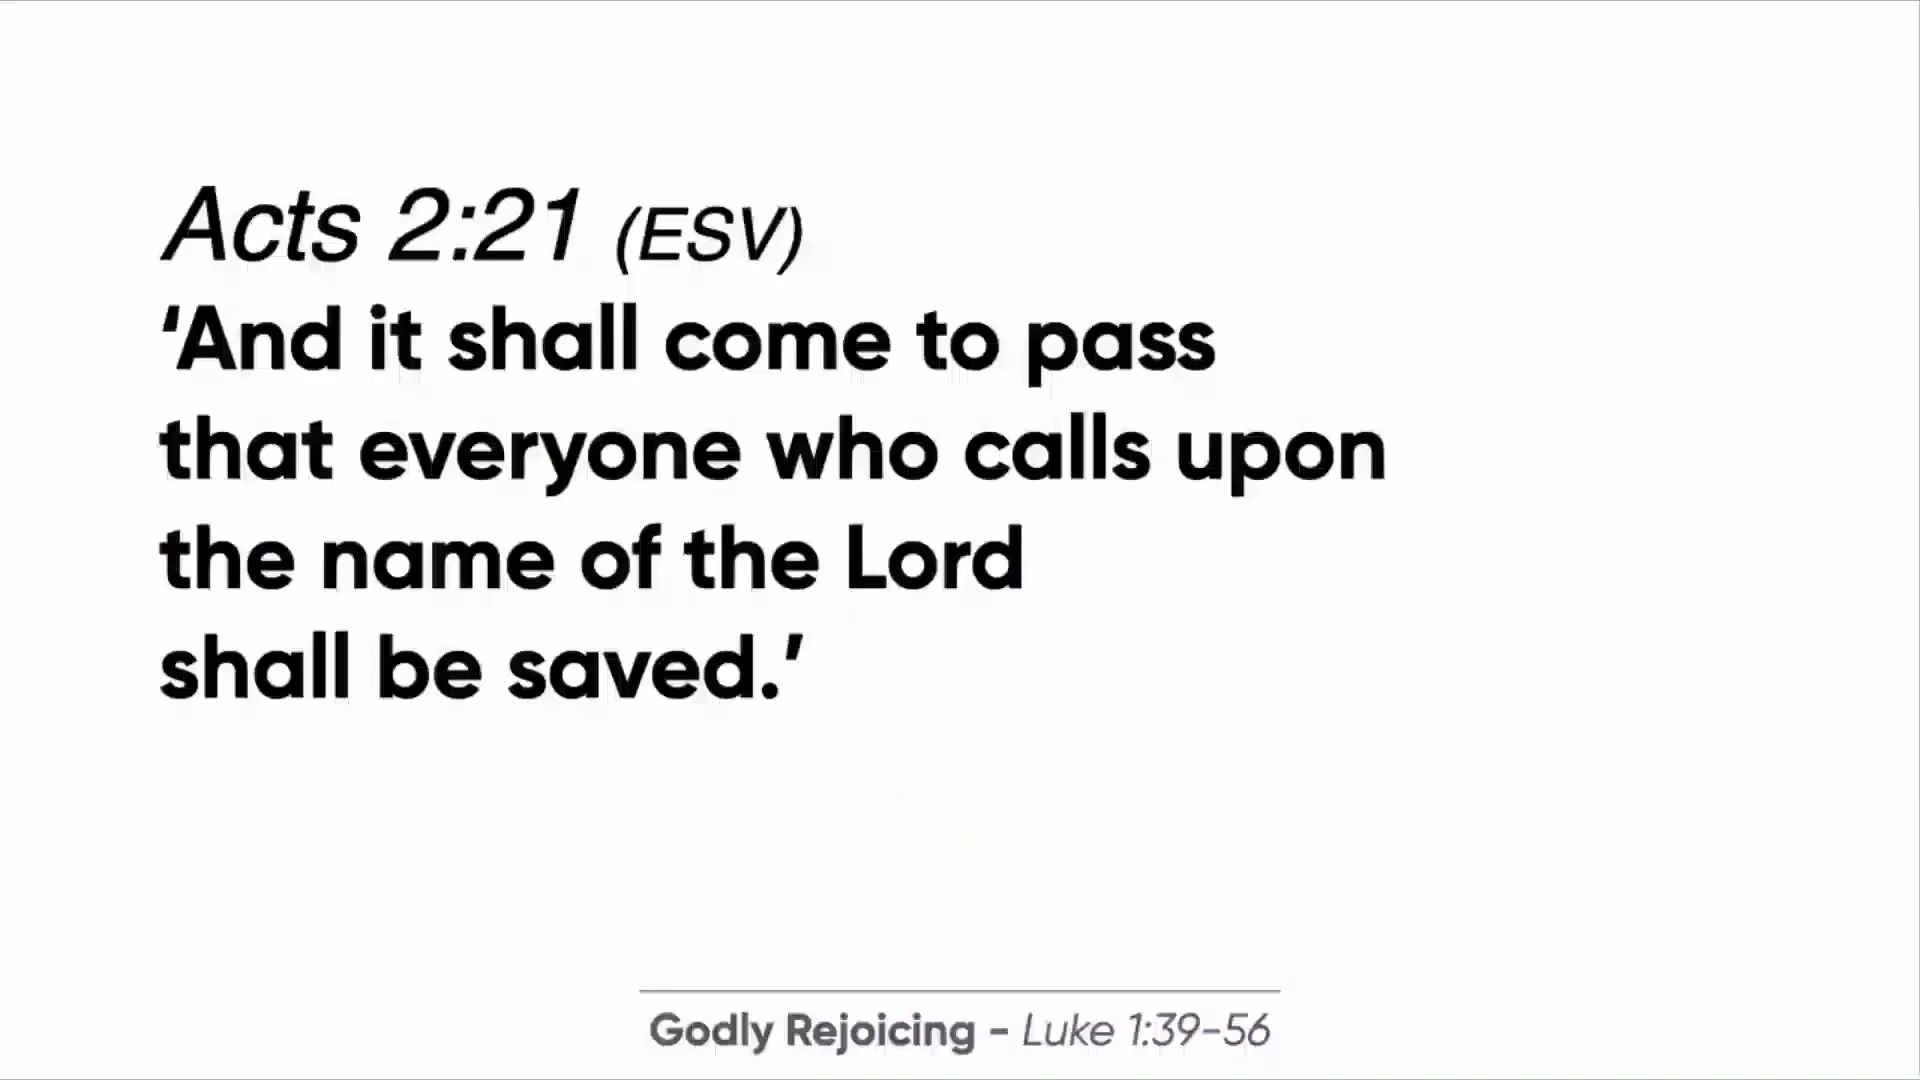 Acts 2:21 (ESV)
‘And it shall come to pass
that everyone who calls upon
the name of the Lord
shall be saved.’
Godly Rejoicing – Luke 1:39-56